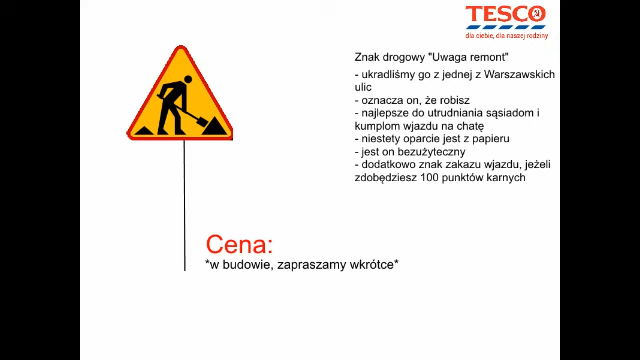 TESCO
dla ciebie, dla naszej rodziny
Znak drogowy "Uwaga remont"
- ukradliśmy go z jednej z Warszawskich
ulic
- oznacza on, że robisz
- najlepsze do utrudniania sąsiadom i
kumplom wjazdu na chatę
- niestety oparcie jest z papieru
- jest on bezużyteczny
- dodatkowo znak zakazu wjazdu, jeżeli
zdobędziesz 100 punktów karnych
Cena:
*w budowie, zapraszamy wkrótce*